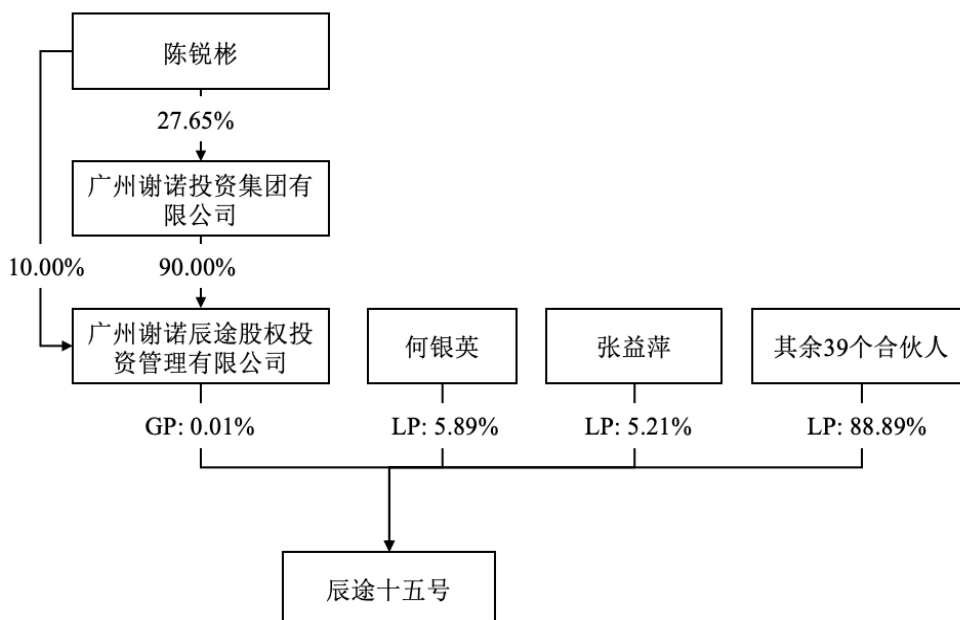 陈锐彬
27.65%
广州谢诺投资集团有
限公司
10.00%
90.00%
广州谢诺辰途股权投
资管理有限公司
何银英
张益萍
其余39个合伙人
GP: 0.01%
LP: 5.89%
LP: 5.21%
LP: 88.89%
辰途十五号